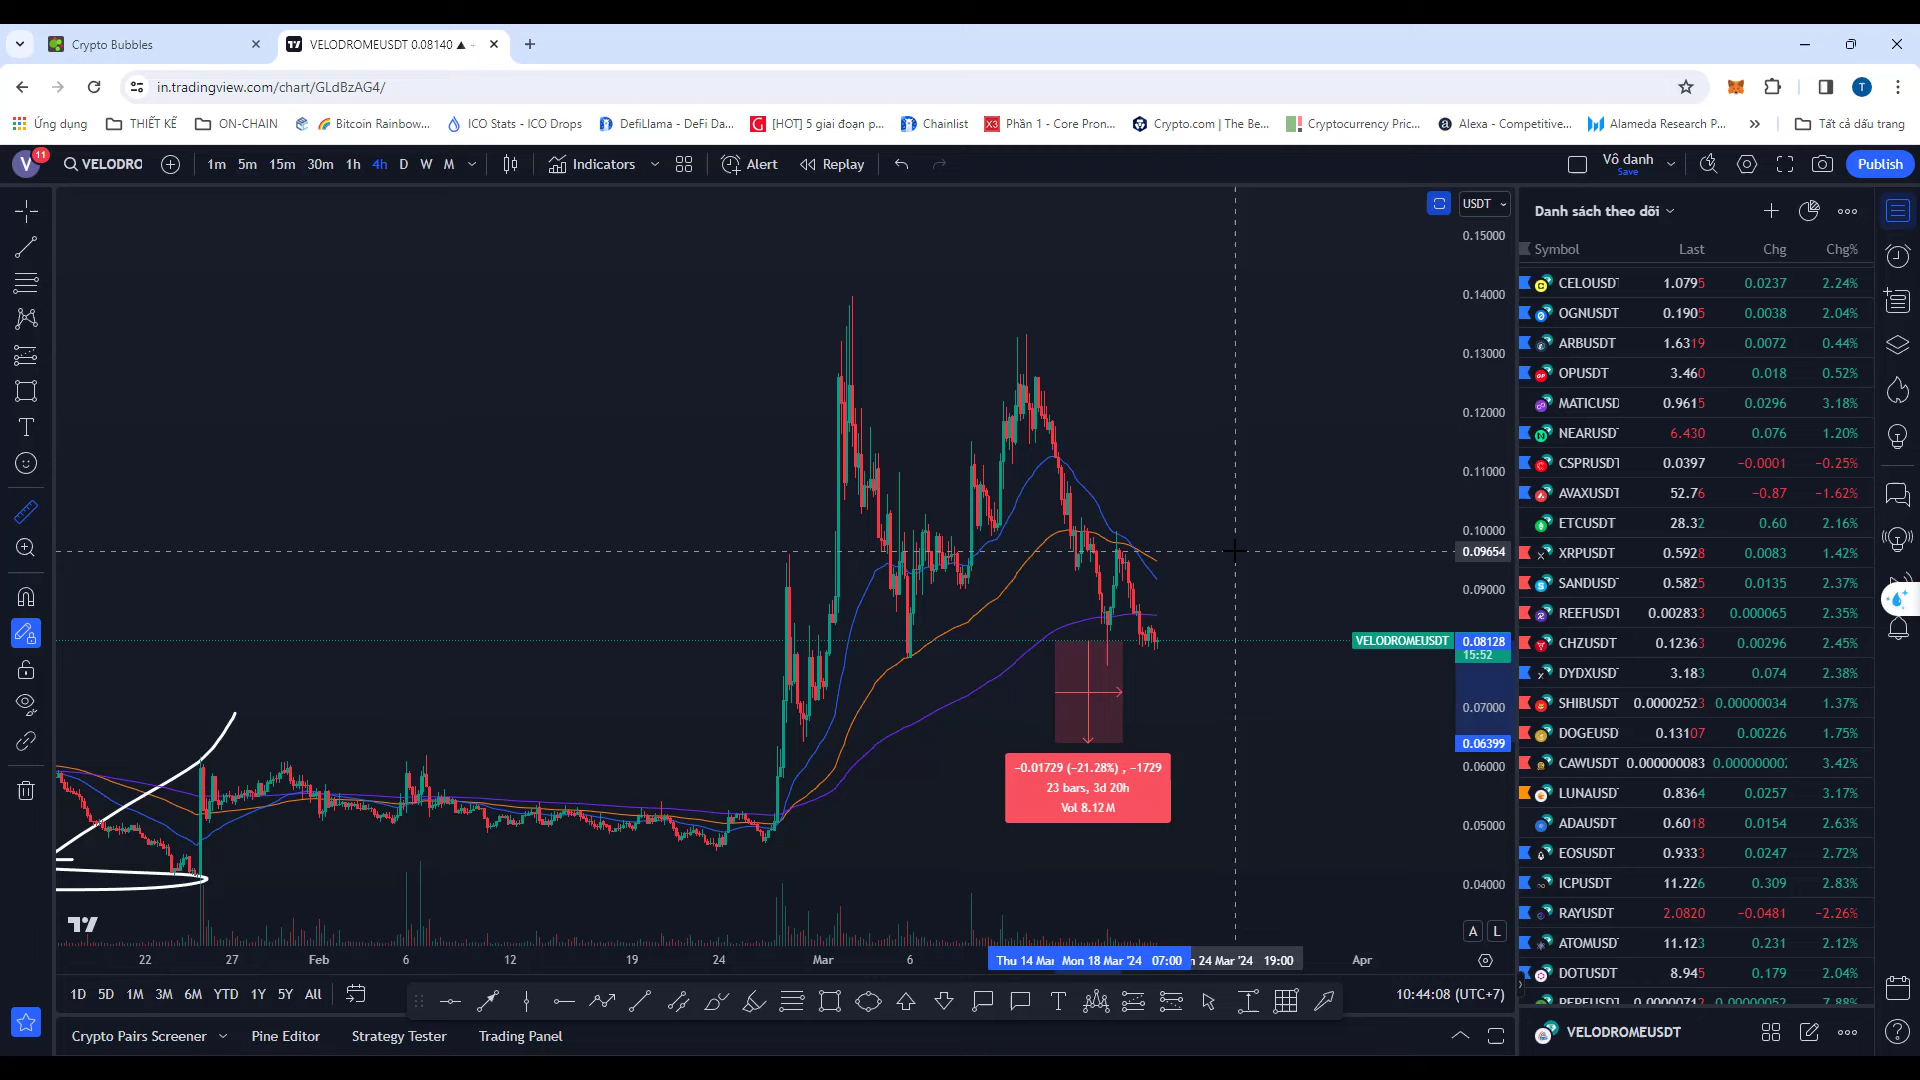 Crypto Bubbles
VELODROMEUSDT 0.08140 ▲
in.tradingview.com/chart/GLdBzAG4/
Ứng dụng
THIẾT KẾ
ON-CHAIN
Bitcoin Rainbow...
ICO Stats - ICO Drops
DefiLlama - DeFi Da...
[HOT] 5 giai đoạn p...
Chainlist
Phần 1 - Core Pron...
Crypto.com | The Be...
Cryptocurrency Pric...
Alexa - Competitive...
Alameda Research P...
»
Tất cả dấu trang
V 11 VELODRO 1m 5m 15m 30m 1h 4h D W M Indicators Alert Replay
Vô danh
Save
Publish
USDT
0.15000
0.14000
0.13000
0.12000
0.11000
0.10000
0.09654
0.09000
VELODROMEUSDT 0.08128
15:52
0.07000
0.06399
0.06000
0.05000
0.04000
−0.01729 (−21.28%) , −1729
23 bars, 3d 20h
Vol 8.12 M
A L
22 27 Feb 6 12 19 24 Mar 6 Thu 14 Mar Mon 18 Mar '24 07:00 24 Mar '24 19:00 Apr
1D 5D 1M 3M 6M YTD 1Y 5Y All
10:44:08 (UTC+7)
Crypto Pairs Screener Pine Editor Strategy Tester Trading Panel
Danh sách theo dõi
Symbol Last Chg Chg%
CELOUSDT 1.0795 0.0237 2.24%
OGNUSDT 0.1905 0.0038 2.04%
ARBUSDT 1.6319 0.0072 0.44%
OPUSDT 3.460 0.018 0.52%
MATICUSD 0.9615 0.0296 3.18%
NEARUSDT 6.430 0.076 1.20%
CSPRUSDT 0.0397 −0.0001 −0.25%
AVAXUSDT 52.76 −0.87 −1.62%
ETCUSDT 28.32 0.60 2.16%
XRPUSDT 0.5928 0.0083 1.42%
SANDUSDT 0.5825 0.0135 2.37%
REEFUSDT 0.002833 0.000065 2.35%
CHZUSDT 0.12363 0.00295 2.45%
DYDXUSDT 3.183 0.074 2.38%
SHIBUSDT 0.00002523 0.00000034 1.37%
DOGEUSD 0.13107 0.00226 1.75%
CAWUSDT 0.000000083 0.000000002 3.42%
LUNAUSDT 0.8364 0.0257 3.17%
ADAUSDT 0.6018 0.0154 2.63%
EOSUSDT 0.9333 0.0247 2.72%
ICPUSDT 11.226 0.309 2.83%
RAYUSDT 2.0820 −0.0481 −2.26%
ATOMUSD 11.123 0.231 2.12%
DOTUSDT 8.945 0.179 2.04%
VELODROMEUSDT